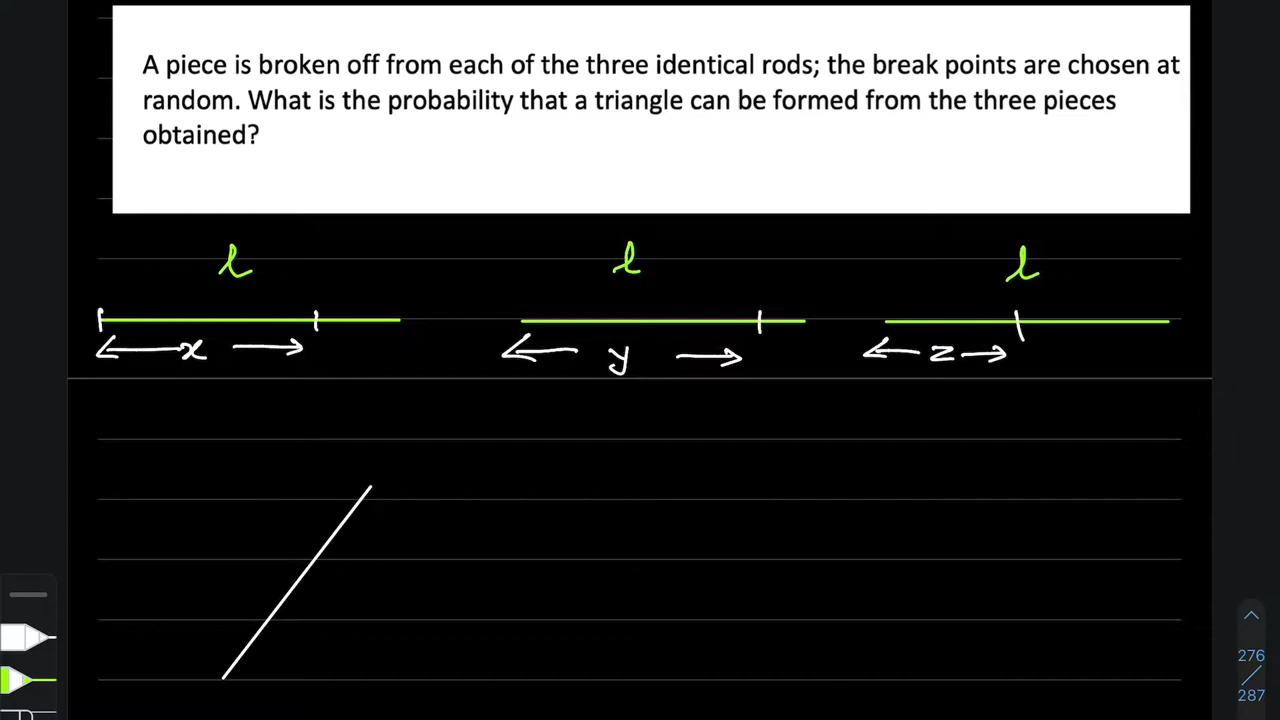 A piece is broken off from each of the three identical rods; the break points are chosen at
random. What is the probability that a triangle can be formed from the three pieces
obtained?
l l l
x y z
276
287